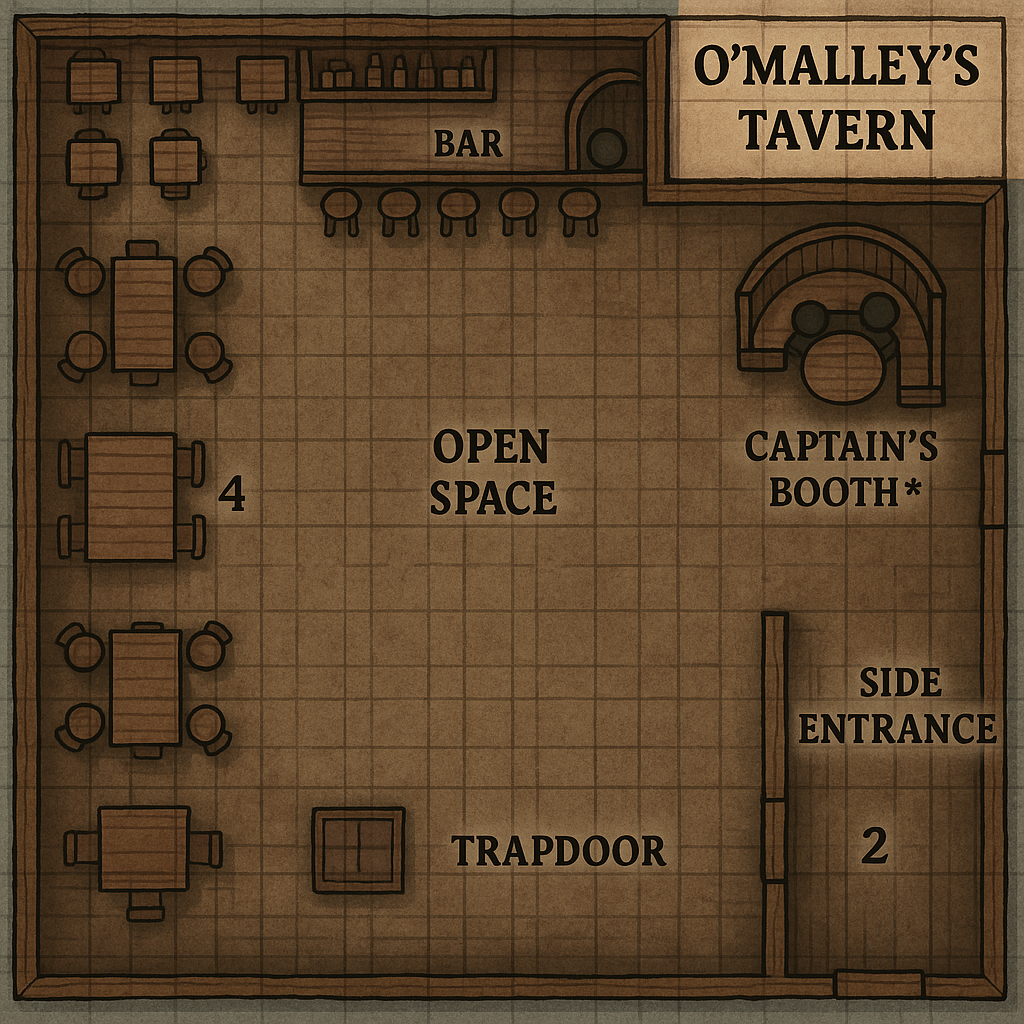 O'MALLEY'S
TAVERN
BAR
OPEN
SPACE
CAPTAIN'S
BOOTH*
4
SIDE
ENTRANCE
TRAPDOOR
2